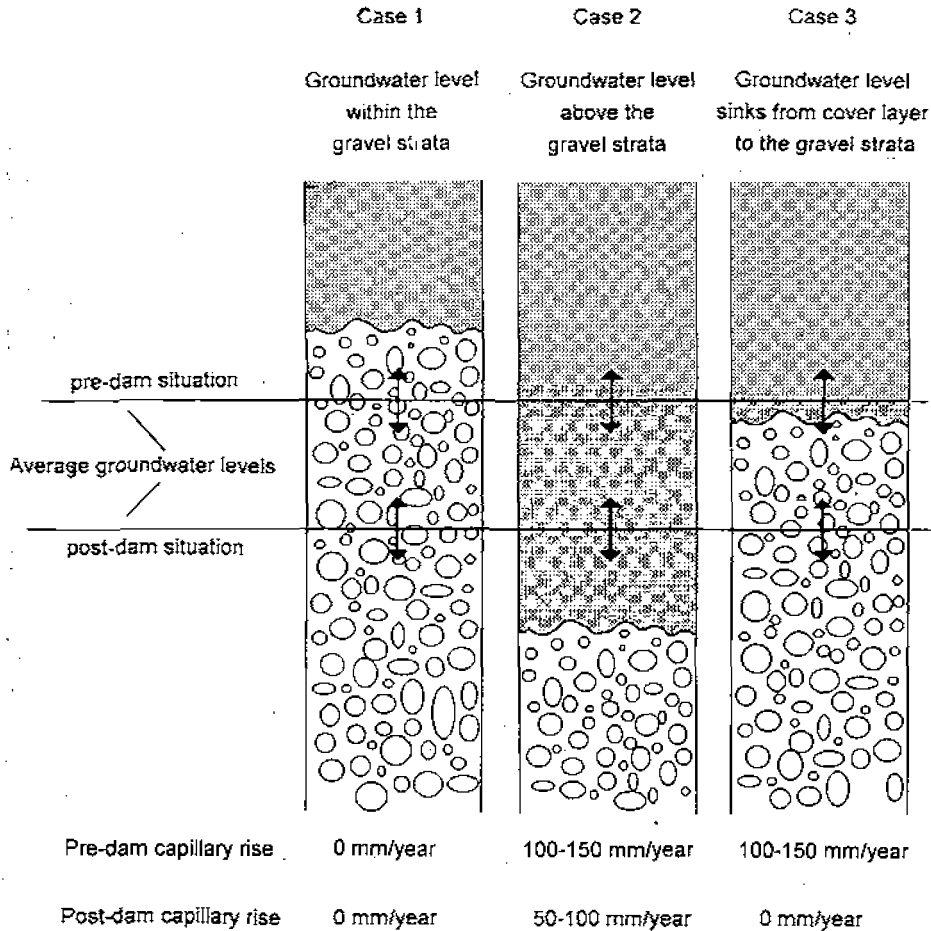 Case 1 Case 2 Case 3
Groundwater level
within the
gravel strata
Groundwater level
above the
gravel strata
Groundwater level
sinks from cover layer
to the gravel strata
pre-dam situation
Average groundwater levels
post-dam situation
Pre-dam capillary rise 0 mm/year 100-150 mm/year 100-150 mm/year
Post-dam capillary rise 0 mm/year 50-100 mm/year 0 mm/year